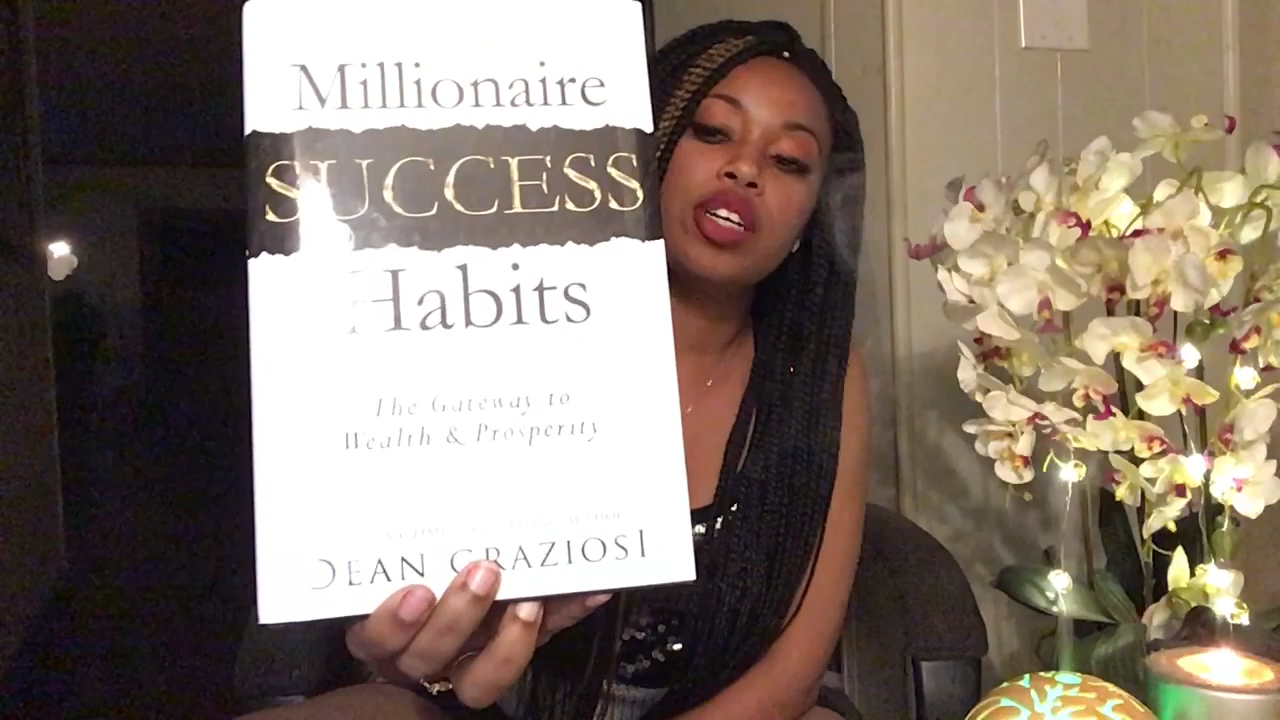 Millionaire
SUCCESS
Habits
The Gateway to
Wealth & Prosperity
DEAN GRAZIOSI